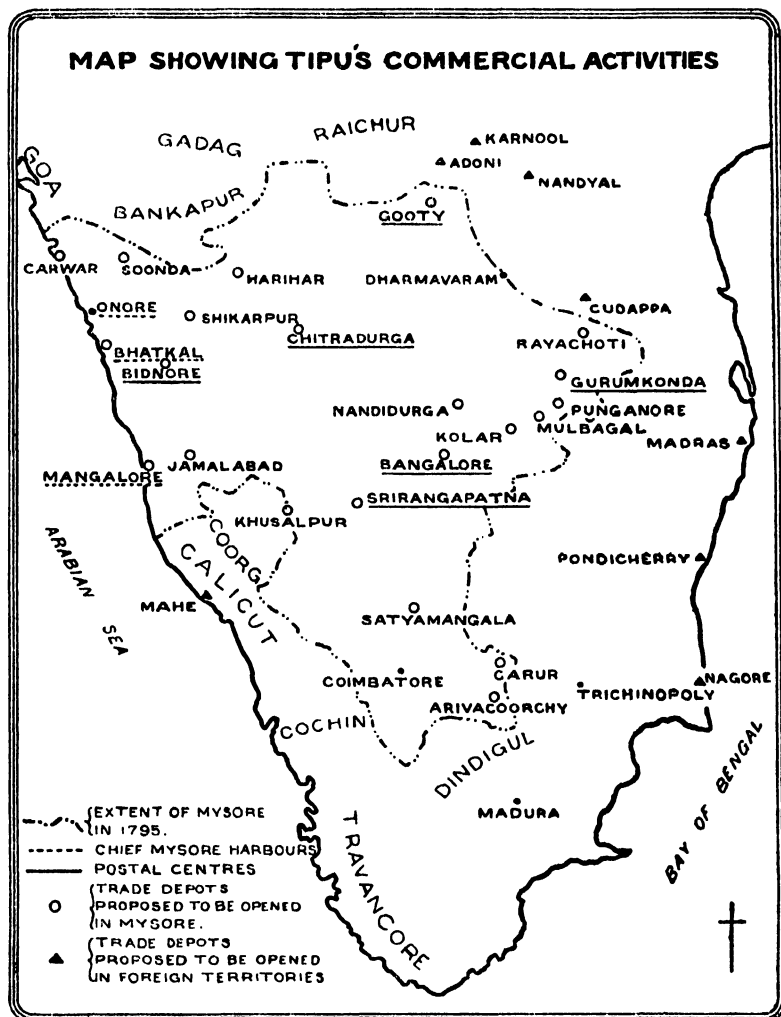 MAP SHOWING TIPU'S COMMERCIAL ACTIVITIES
GOA
GADAG
RAICHUR
KARNOOL
ADONI
NANDYAL
BANKAPUR
GOOTY
CARWAR
SOONDA
HARIHAR
DHARMAVARAM
ONORE
SHIKARPUR
CHITRADURGA
CUDAPPA
RAYACHOTI
BHATKAL
BIDNORE
GURUMKONDA
NANDIDURGA
PUNGANORE
MULBAGAL
KOLAR
MADRAS
MANGALORE
JAMALABAD
BANGALORE
SRIRANGAPATNA
KHUSALPUR
COORG
CALICUT
ARABIAN SEA
MAHE
PONDICHERRY
SATYAMANGALA
CARUR
COIMBATORE
ARIVACOORCHY
TRICHINOPOLY
NAGORE
COCHIN
DINDIGUL
MADURA
BAY OF BENGAL
TRAVANCORE
EXTENT OF MYSORE
IN 1795.
CHIEF MYSORE HARBOURS
POSTAL CENTRES
TRADE DEPOTS
PROPOSED TO BE OPENED
IN MYSORE.
TRADE DEPOTS
PROPOSED TO BE OPENED
IN FOREIGN TERRITORIES